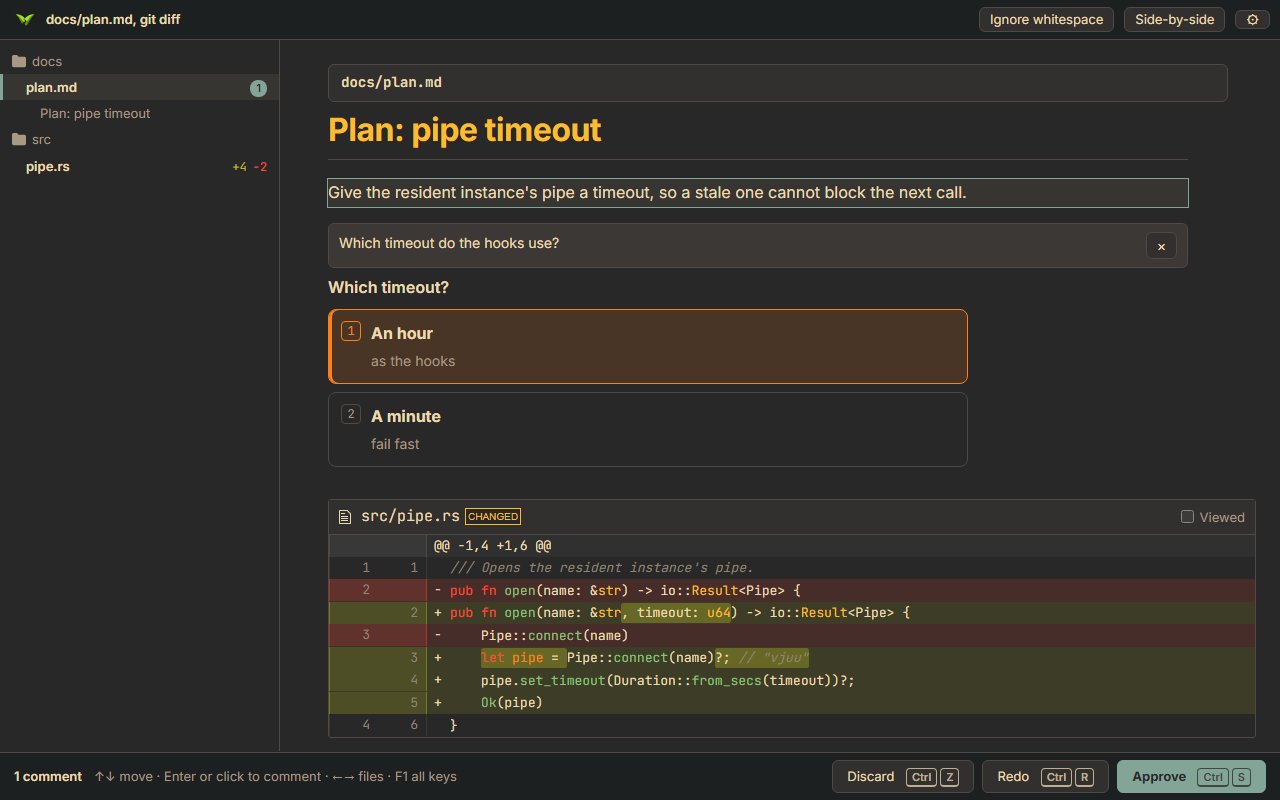 docs/plan.md, git diff
Ignore whitespace
Side-by-side
docs
plan.md
1
Plan: pipe timeout
src
pipe.rs
+4 -2
docs/plan.md
Plan: pipe timeout
Give the resident instance's pipe a timeout, so a stale one cannot block the next call.
Which timeout do the hooks use?
×
Which timeout?
1 An hour
as the hooks
2 A minute
fail fast
src/pipe.rs CHANGED
Viewed
@@ -1,4 +1,6 @@
1 1 /// Opens the resident instance's pipe.
2 - pub fn open(name: &str) -> io::Result<Pipe> {
2 + pub fn open(name: &str, timeout: u64) -> io::Result<Pipe> {
3 - Pipe::connect(name)
3 + let pipe = Pipe::connect(name)?; // "vjuu"
4 + pipe.set_timeout(Duration::from_secs(timeout))?;
5 + Ok(pipe)
4 6 }
1 comment ↑↓ move · Enter or click to comment · ←→ files · F1 all keys
Discard Ctrl Z
Redo Ctrl R
Approve Ctrl S